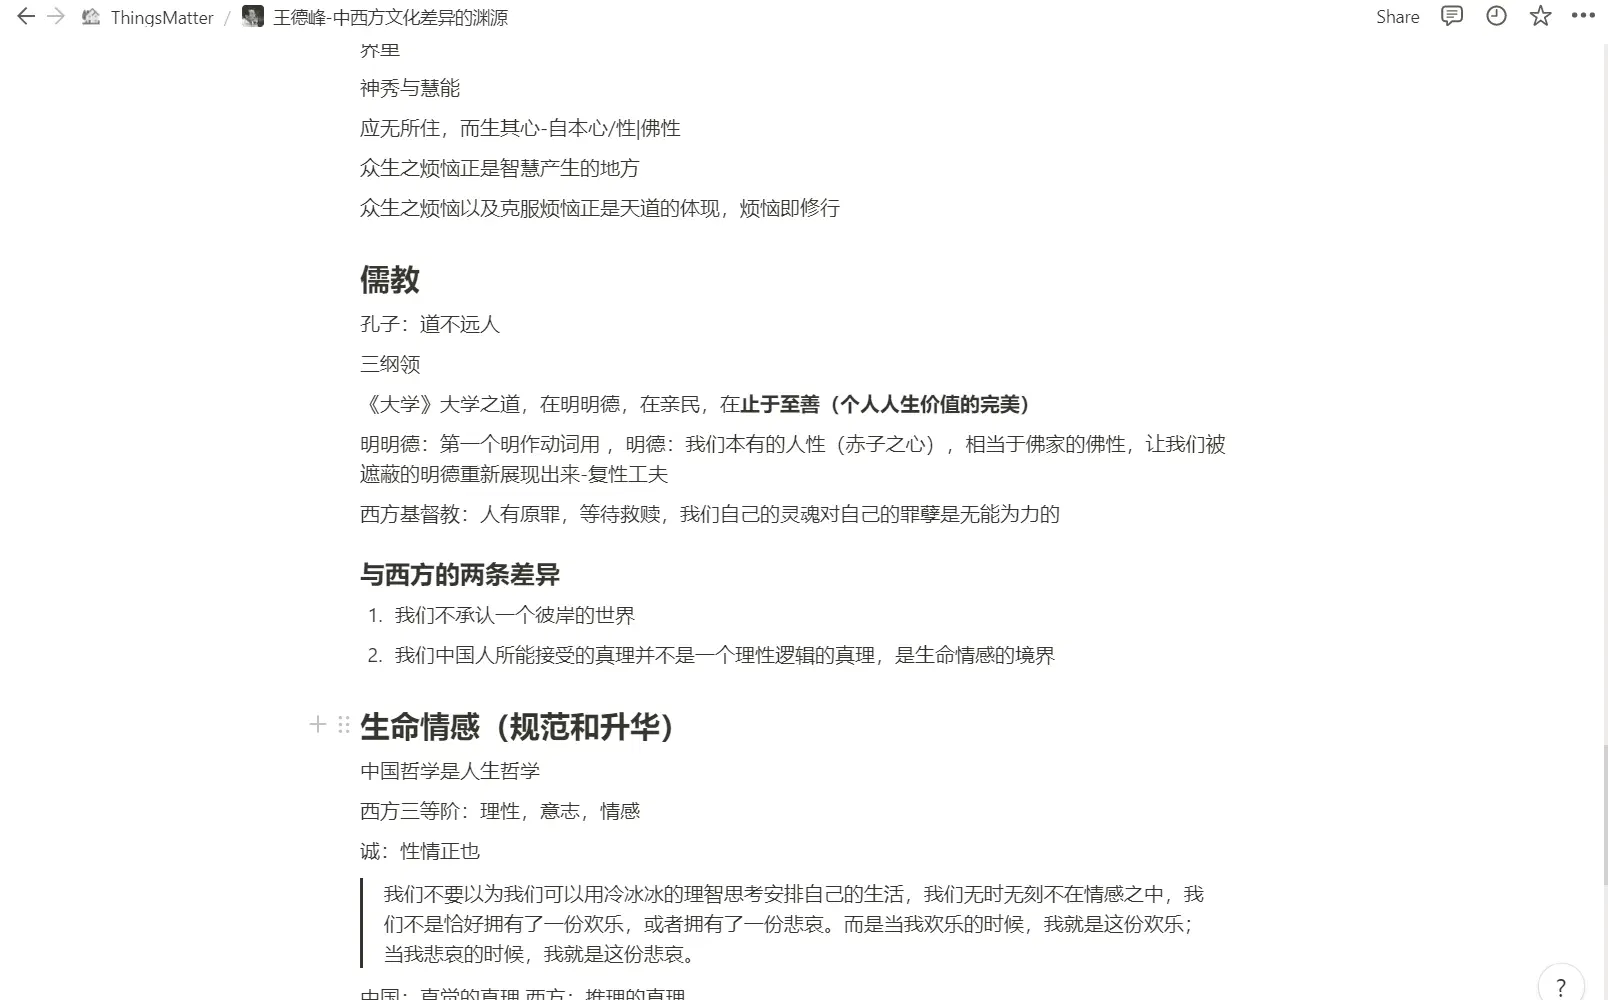 ThingsMatter / 王德峰-中西方文化差异的渊源
Share
界里
神秀与慧能
应无所住，而生其心-自本心/性|佛性
众生之烦恼正是智慧产生的地方
众生之烦恼以及克服烦恼正是天道的体现，烦恼即修行
儒教
孔子：道不远人
三纲领
《大学》大学之道，在明明德，在亲民，在止于至善（个人人生价值的完美）
明明德：第一个明作动词用 ，明德：我们本有的人性（赤子之心），相当于佛家的佛性，让我们被
遮蔽的明德重新展现出来-复性工夫
西方基督教：人有原罪，等待救赎，我们自己的灵魂对自己的罪孽是无能为力的
与西方的两条差异
1. 我们不承认一个彼岸的世界
2. 我们中国人所能接受的真理并不是一个理性逻辑的真理，是生命情感的境界
生命情感（规范和升华）
中国哲学是人生哲学
西方三等阶：理性，意志，情感
诚：性情正也
我们不要以为我们可以用冷冰冰的理智思考安排自己的生活，我们无时无刻不在情感之中，我
们不是恰好拥有了一份欢乐，或者拥有了一份悲哀。而是当我欢乐的时候，我就是这份欢乐；
当我悲哀的时候，我就是这份悲哀。
中国：直觉的真理 西方：推理的真理
?